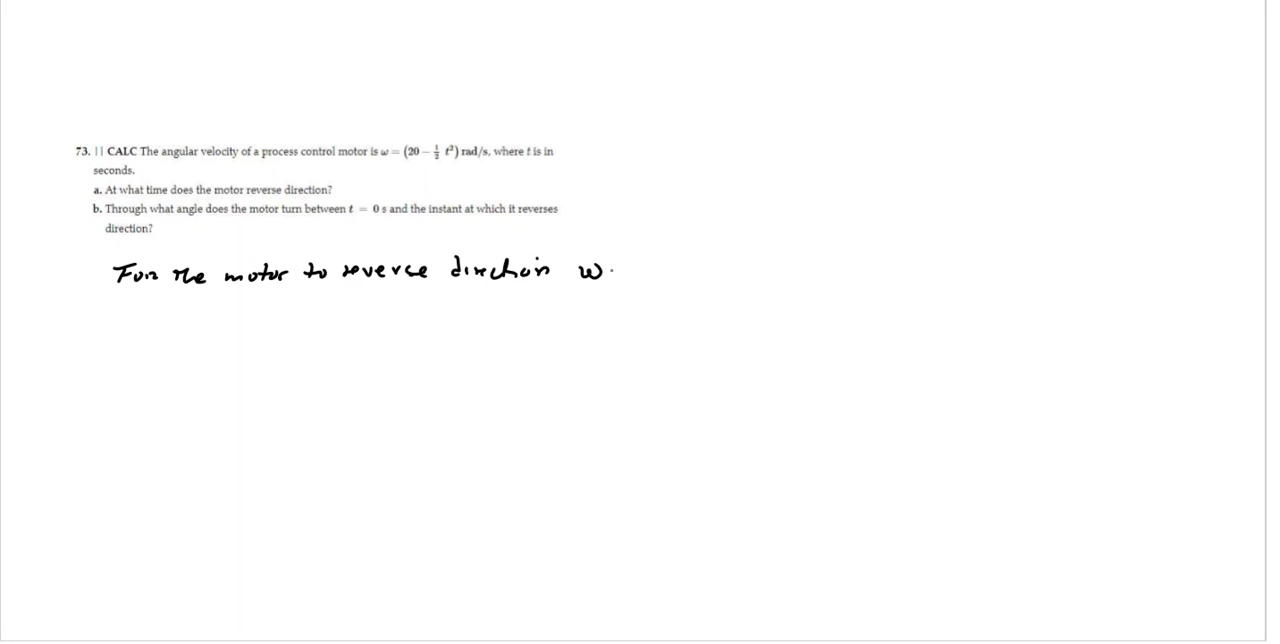 73. || CALC The angular velocity of a process control motor is ω = (20 − ½ t²) rad/s, where t is in
seconds.
a. At what time does the motor reverse direction?
b. Through what angle does the motor turn between t = 0 s and the instant at which it reverses
direction?
For the motor to reverse direction ω